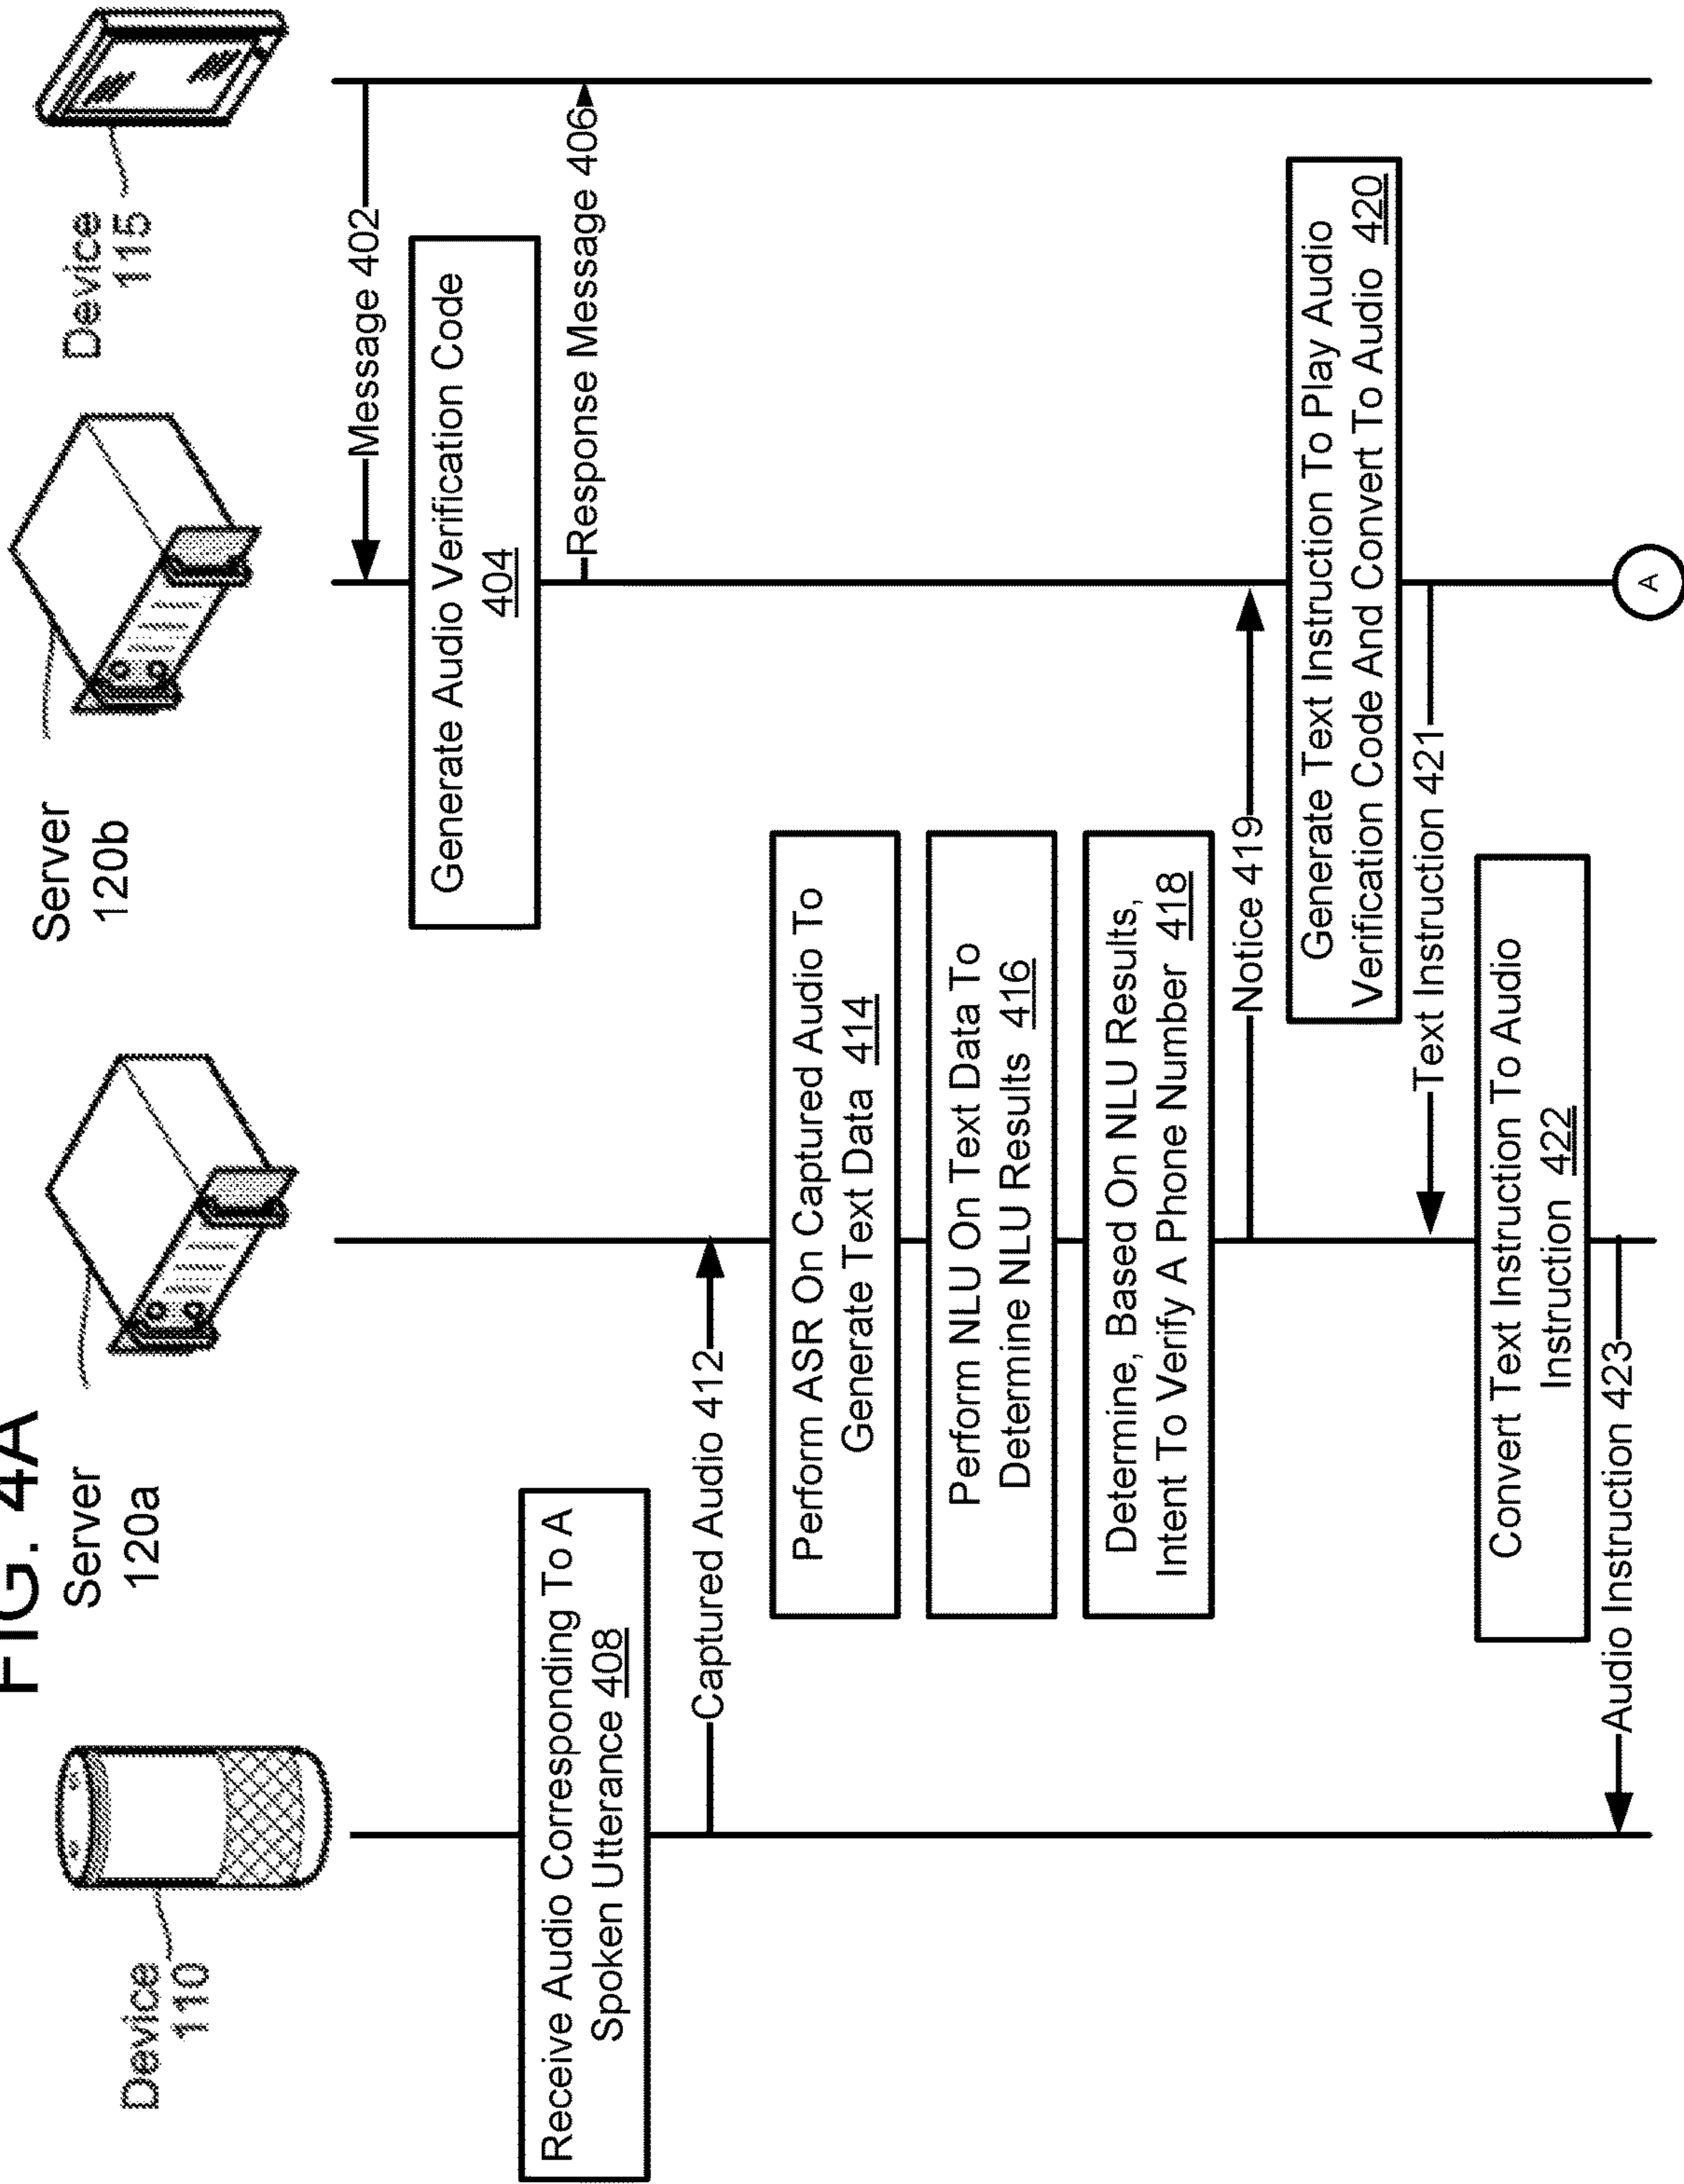 FIG. 4A
Device
110
Server
120a
Server
120b
Device
115
Message 402
Generate Audio Verification Code
404
Response Message 406
Receive Audio Corresponding To A
Spoken Utterance 408
Captured Audio 412
Perform ASR On Captured Audio To
Generate Text Data 414
Perform NLU On Text Data To
Determine NLU Results 416
Determine, Based On NLU Results,
Intent To Verify A Phone Number 418
Notice 419
Generate Text Instruction To Play Audio
Verification Code And Convert To Audio 420
Text Instruction 421
Convert Text Instruction To Audio
Instruction 422
Audio Instruction 423
A